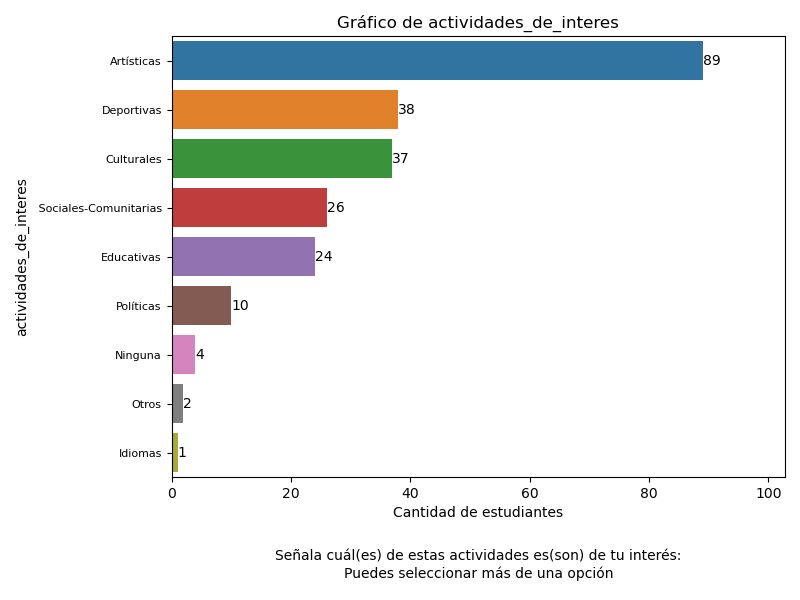 Gráfico de actividades_de_interes
Artísticas
89
Deportivas
38
Culturales
37
Sociales-Comunitarias
26
Educativas
24
Políticas
10
Ninguna
4
Otros
2
Idiomas
1
actividades_de_interes
0 20 40 60 80 100
Cantidad de estudiantes
Señala cuál(es) de estas actividades es(son) de tu interés:
Puedes seleccionar más de una opción